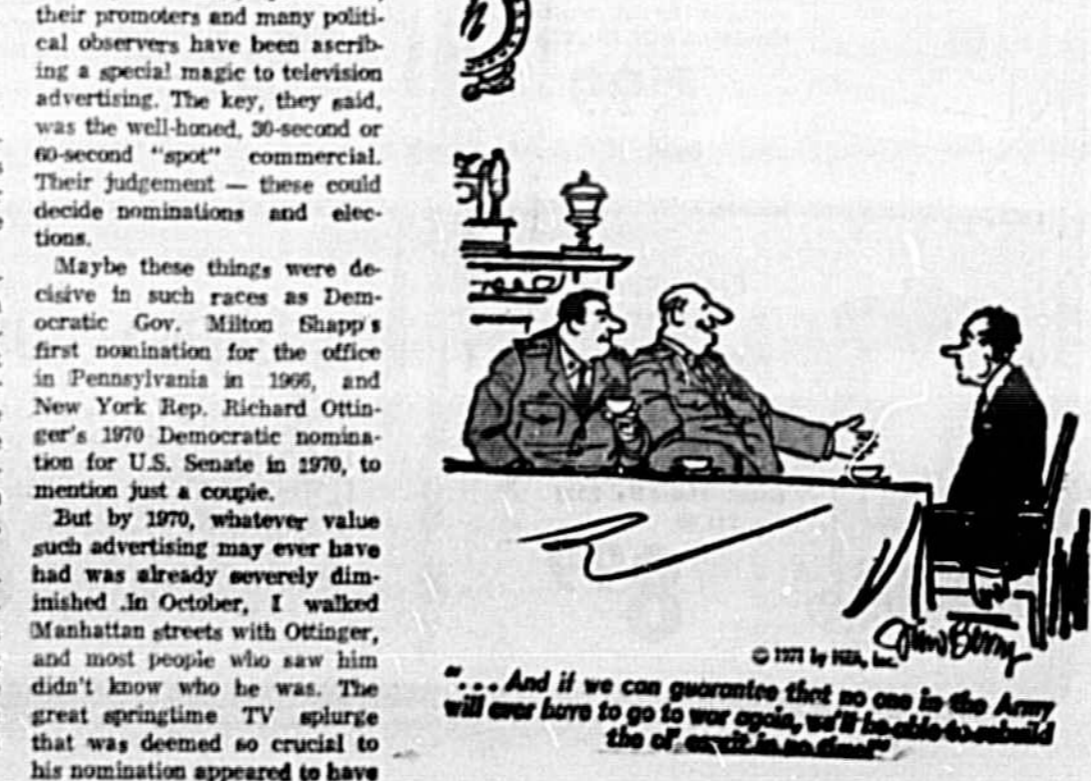 their promoters and many politi-
cal observers have been ascrib-
ing a special magic to television
advertising. The key, they said,
was the well-honed, 30-second or
60-second "spot" commercial.
Their judgement — these could
decide nominations and elec-
tions.
Maybe these things were de-
cisive in such races as Dem-
ocratic Gov. Milton Shapp's
first nomination for the office
in Pennsylvania in 1966, and
New York Rep. Richard Ottin-
ger's 1970 Democratic nomina-
tion for U.S. Senate in 1970, to
mention just a couple.
But by 1970, whatever value
such advertising may ever have
had was already severely dim-
inished .In October, I walked
Manhattan streets with Ottinger,
and most people who saw him
didn't know who he was. The
great springtime TV splurge
that was deemed so crucial to
his nomination appeared to have
Jim Berry
© 1971 by NEA, Inc.
". . . And if we can guarantee that no one in the Army
will ever have to go to war again, we'll be able to rebuild
the ol' esprit in no time!"